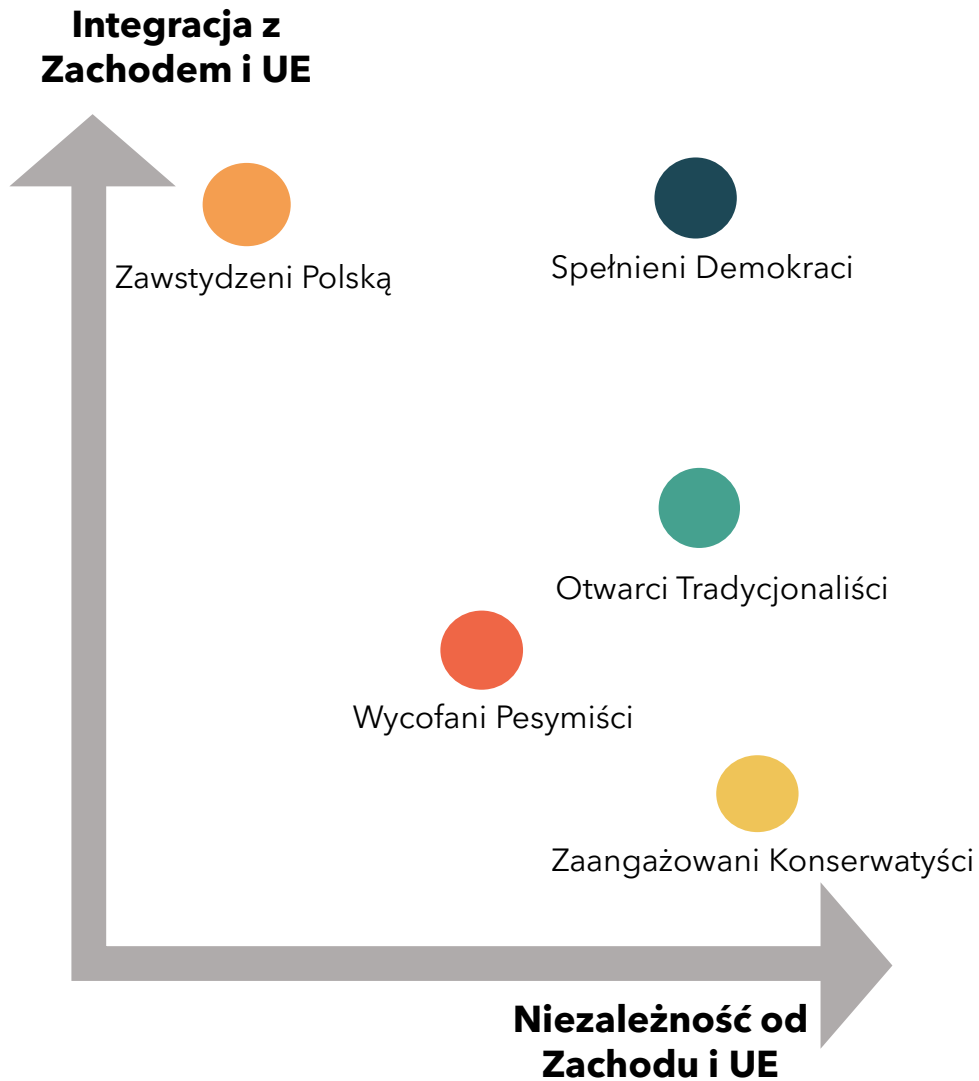 Integracja z
Zachodem i UE
Zawstydzeni Polską
Spełnieni Demokraci
Otwarci Tradycjonaliści
Wycofani Pesymiści
Zaangażowani Konserwatyści
Niezależność od
Zachodu i UE